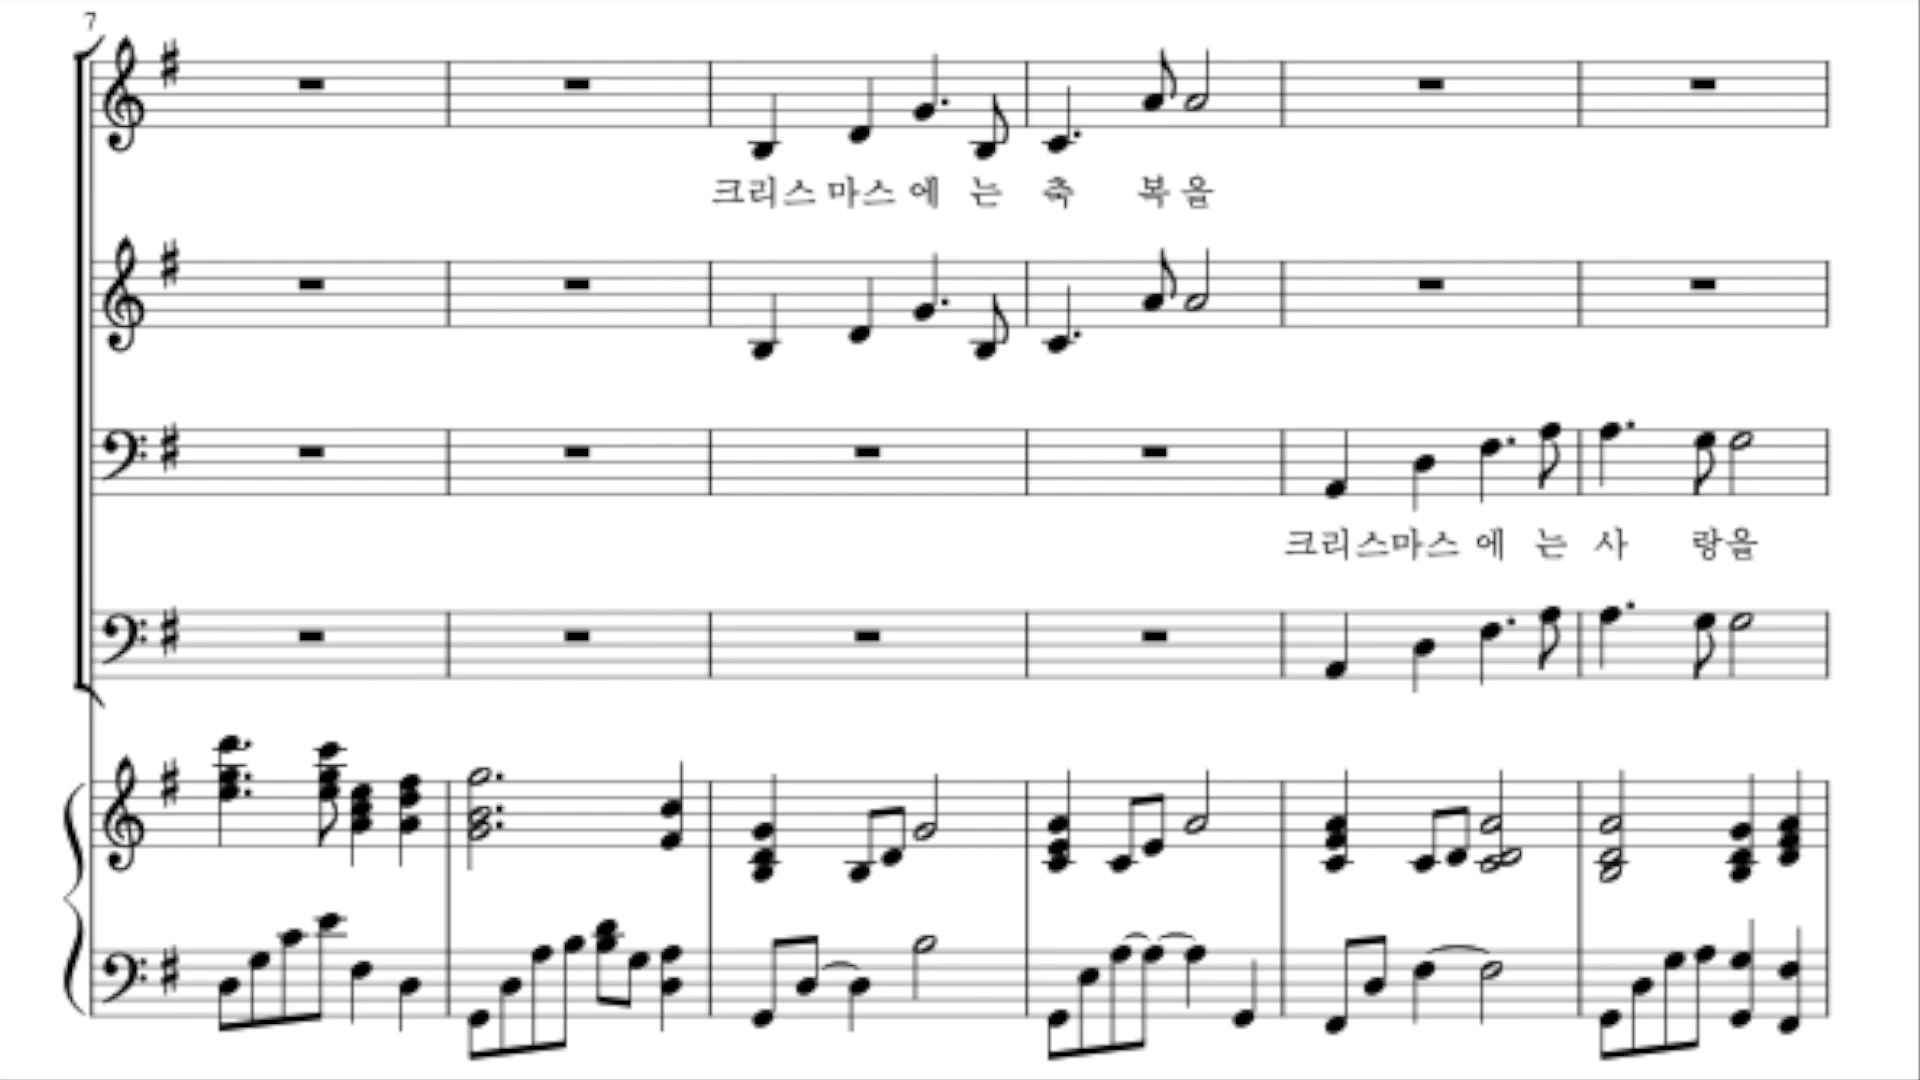 7
크리스 마스 에 는 축 복 을
크리스마스 에 는 사 랑을